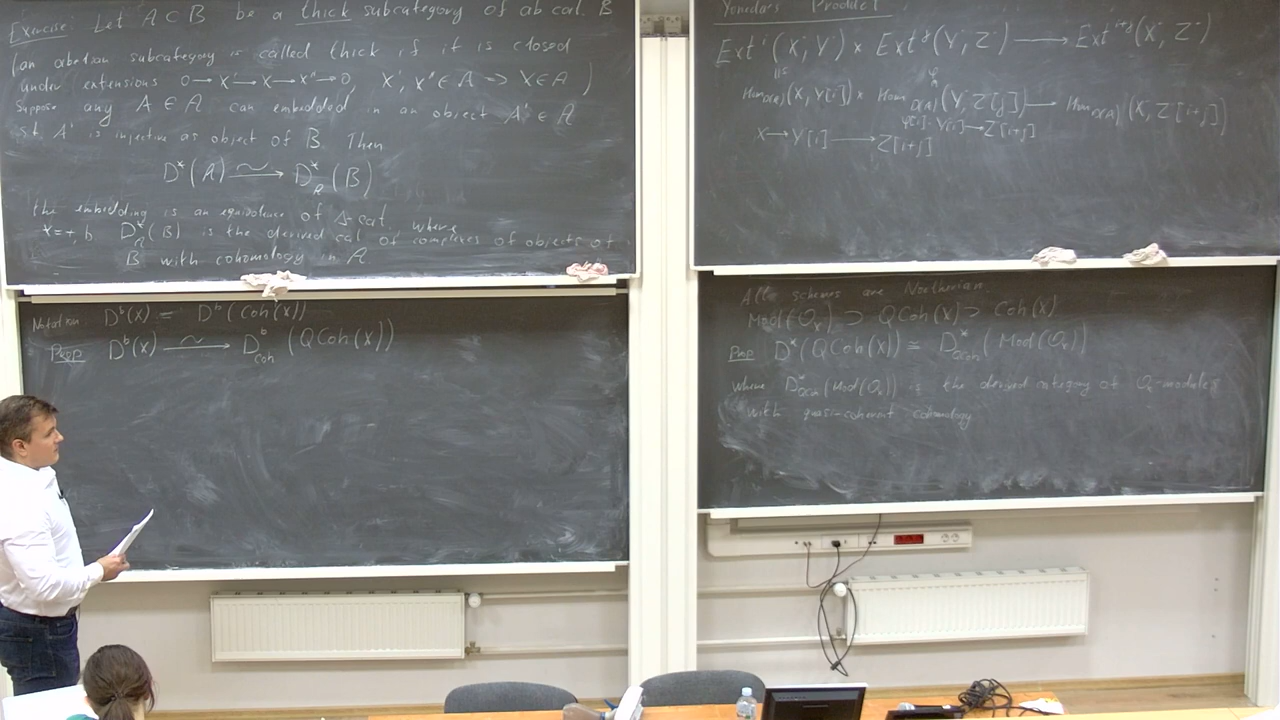 Exercise: Let A ⊂ B be a thick subcategory of ab cat. B
(an abelian subcategory is called thick if it is closed
under extensions 0→X'→X→X''→0, X', X'' ∈ A ⇒ X ∈ A )
Suppose any A ∈ A can embedded in an object A' ∈ A
s.t. A' is injective as object of B. Then
D*(A) ⥲ D*_A(B)
the embedding is an equivalence of Δ-cat. where
*=+, b D*_A(B) is the derived cat of complexes of objects of
B with cohomology in A
Notation: D^b(X) = D^b(Coh(X))
Prop D^b(X) ⥲ D^b_Coh(QCoh(X))
Yoneda's Product
Ext^i(X˙,Y˙) × Ext^j(Y˙,Z˙) → Ext^{i+j}(X˙,Z˙)
Hom_{D(A)}(X, Y[i]) × Hom_{D(A)}(Y, Z[j]) → Hom_{D(A)}(X, Z[i+j])
φ[i]: Y[i]→Z[i+j]
X→Y[i]→Z[i+j]
All schemes are Noetherian
Mod(O_X) ⊃ QCoh(X) ⊃ Coh(X)
Prop D*(QCoh(X)) ≅ D*_QCoh(Mod(O_X))
where D*_QCoh(Mod(O_X)) is the derived category of O_X-modules
with quasi-coherent cohomology